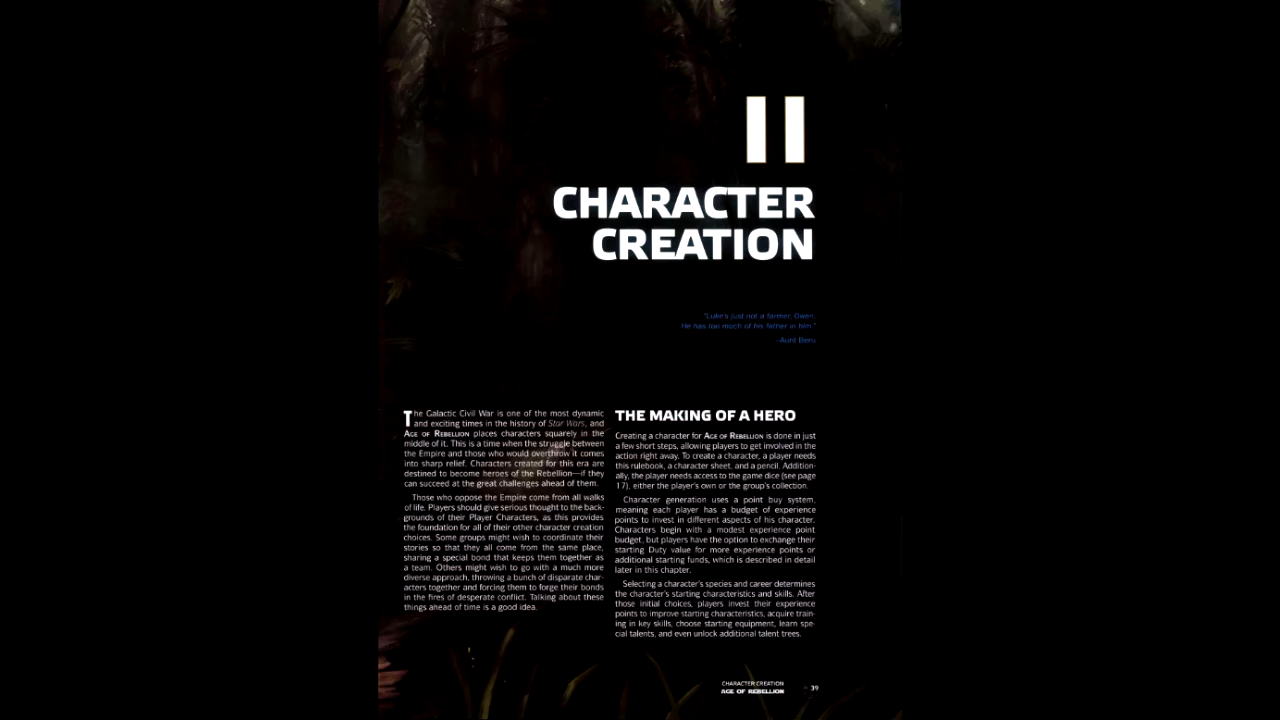 II
CHARACTER
CREATION
"Luke's just not a farmer, Owen.
He has too much of his father in him."
–Aunt Beru
The Galactic Civil War is one of the most dynamic
and exciting times in the history of Star Wars, and
AGE OF REBELLION places characters squarely in the
middle of it. This is a time when the struggle between
the Empire and those who would overthrow it comes
into sharp relief. Characters created for this era are
destined to become heroes of the Rebellion—if they
can succeed at the great challenges ahead of them.
Those who oppose the Empire come from all walks
of life. Players should give serious thought to the back-
grounds of their Player Characters, as this provides
the foundation for all of their other character creation
choices. Some groups might wish to coordinate their
stories so that they all come from the same place,
sharing a special bond that keeps them together as
a team. Others might wish to go with a much more
diverse approach, throwing a bunch of disparate char-
acters together and forcing them to forge their bonds
in the fires of desperate conflict. Talking about these
things ahead of time is a good idea.
THE MAKING OF A HERO
Creating a character for AGE OF REBELLION is done in just
a few short steps, allowing players to get involved in the
action right away. To create a character, a player needs
this rulebook, a character sheet, and a pencil. Addition-
ally, the player needs access to the game dice (see page
17), either the player's own or the group's collection.
Character generation uses a point buy system,
meaning each player has a budget of experience
points to invest in different aspects of his character.
Characters begin with a modest experience point
budget, but players have the option to exchange their
starting Duty value for more experience points or
additional starting funds, which is described in detail
later in this chapter.
Selecting a character's species and career determines
the character's starting characteristics and skills. After
those initial choices, players invest their experience
points to improve starting characteristics, acquire train-
ing in key skills, choose starting equipment, learn spe-
cial talents, and even unlock additional talent trees.
CHARACTER CREATION
AGE OF REBELLION
39